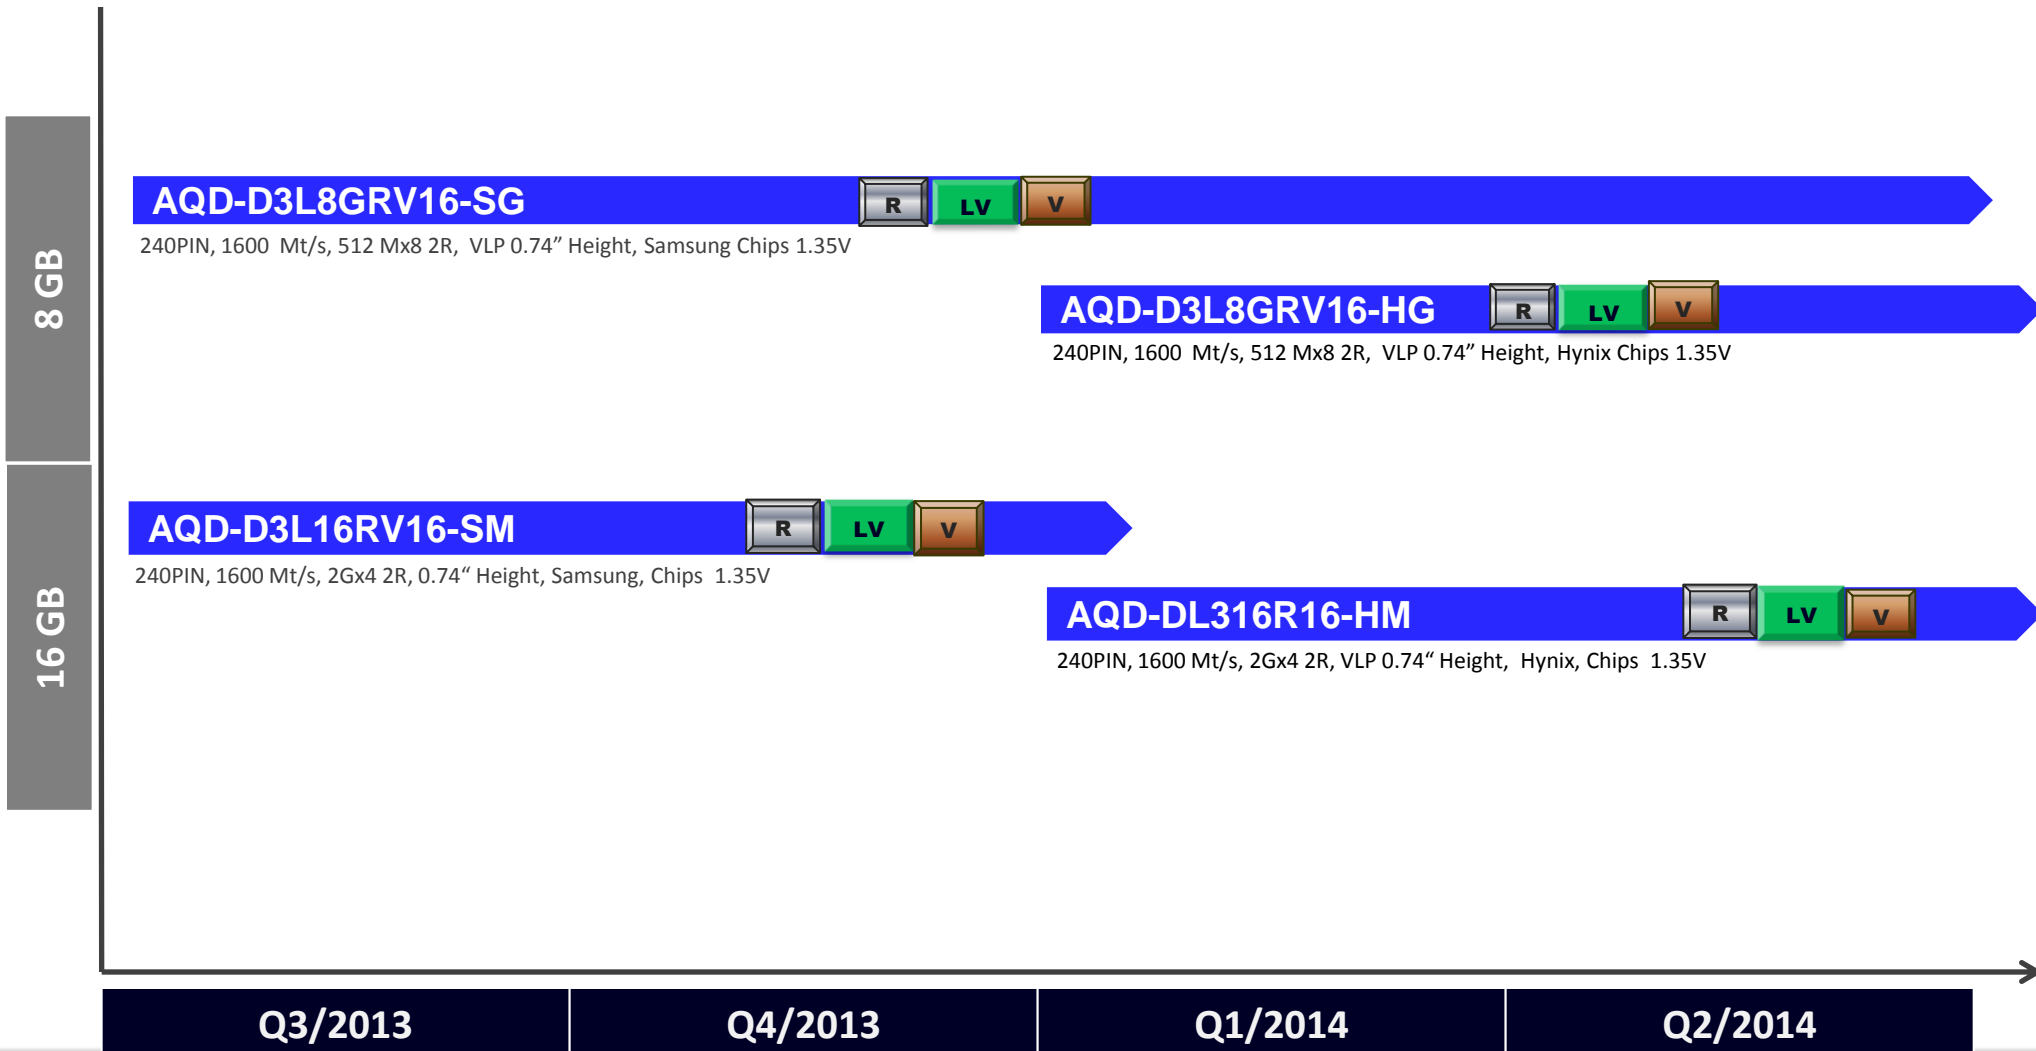 8 GB
AQD-D3L8GRV16-SG R LV V
240PIN, 1600 Mt/s, 512 Mx8 2R, VLP 0.74” Height, Samsung Chips 1.35V
AQD-D3L8GRV16-HG R LV V
240PIN, 1600 Mt/s, 512 Mx8 2R, VLP 0.74” Height, Hynix Chips 1.35V
16 GB
AQD-D3L16RV16-SM R LV V
240PIN, 1600 Mt/s, 2Gx4 2R, 0.74“ Height, Samsung, Chips 1.35V
AQD-DL316R16-HM R LV V
240PIN, 1600 Mt/s, 2Gx4 2R, VLP 0.74“ Height, Hynix, Chips 1.35V
Q3/2013 Q4/2013 Q1/2014 Q2/2014